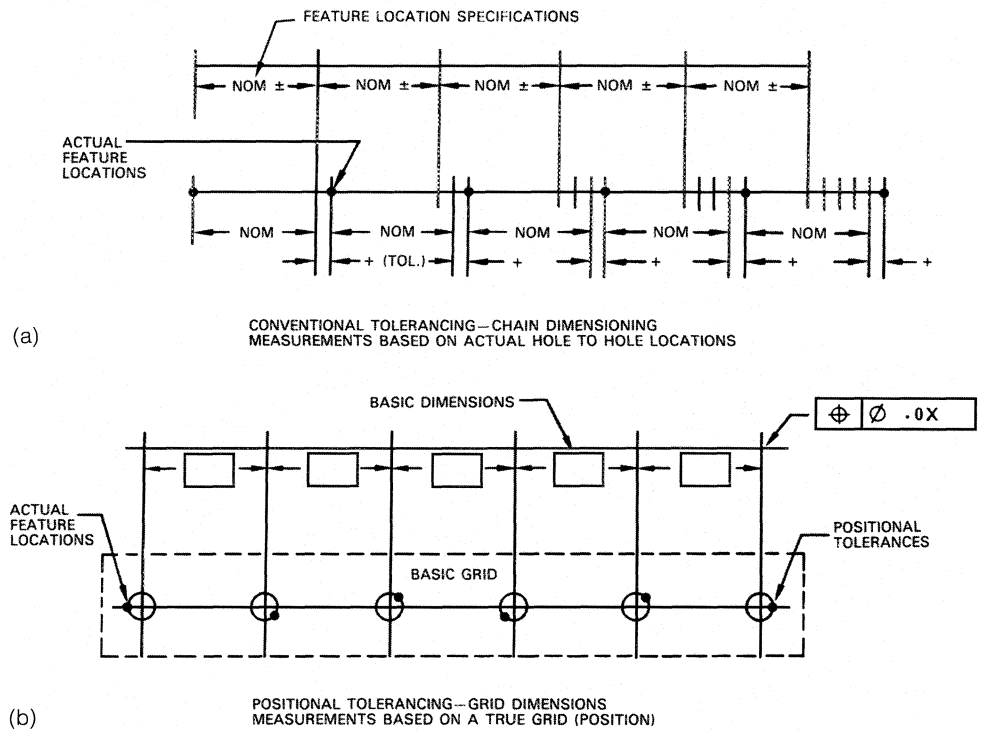 FEATURE LOCATION SPECIFICATIONS
NOM ± NOM ± NOM ± NOM ± NOM ±
ACTUAL
FEATURE
LOCATIONS
NOM NOM NOM NOM NOM
+ (TOL.) + + + +
(a)
CONVENTIONAL TOLERANCING—CHAIN DIMENSIONING
MEASUREMENTS BASED ON ACTUAL HOLE TO HOLE LOCATIONS
BASIC DIMENSIONS
⌖ Ø .0X
ACTUAL
FEATURE
LOCATIONS
POSITIONAL
TOLERANCES
BASIC GRID
(b)
POSITIONAL TOLERANCING—GRID DIMENSIONS
MEASUREMENTS BASED ON A TRUE GRID (POSITION)